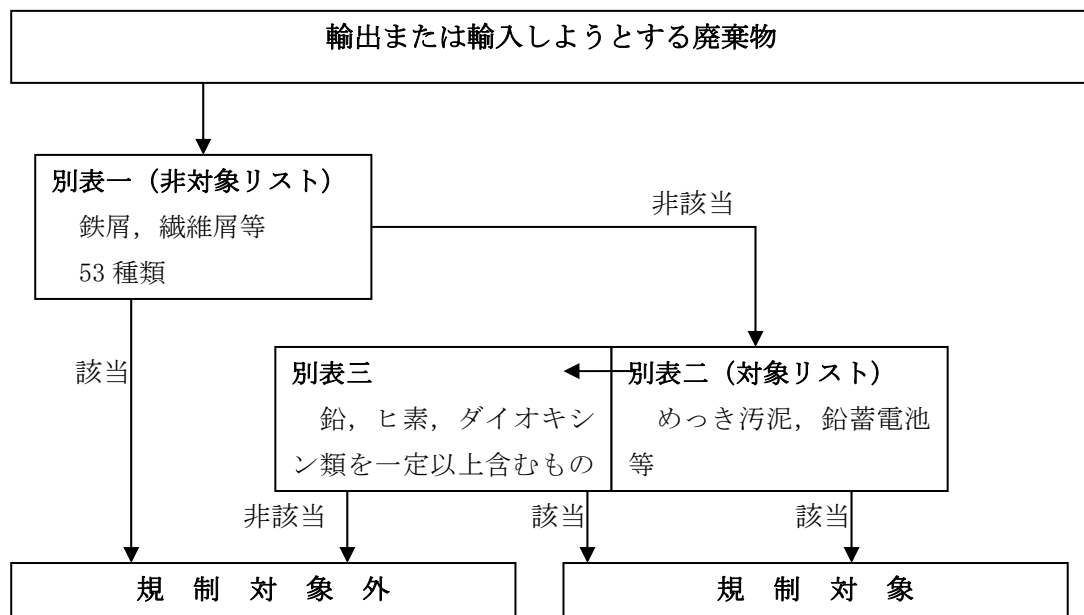 輸出または輸入しようとする廃棄物
別表一（非対象リスト）
鉄屑，繊維屑等
53 種類
非該当
該当
別表三
鉛，ヒ素，ダイオキシ
ン類を一定以上含むもの
別表二（対象リスト）
めっき汚泥，鉛蓄電池
等
非該当
該当
該当
規 制 対 象 外
規 制 対 象